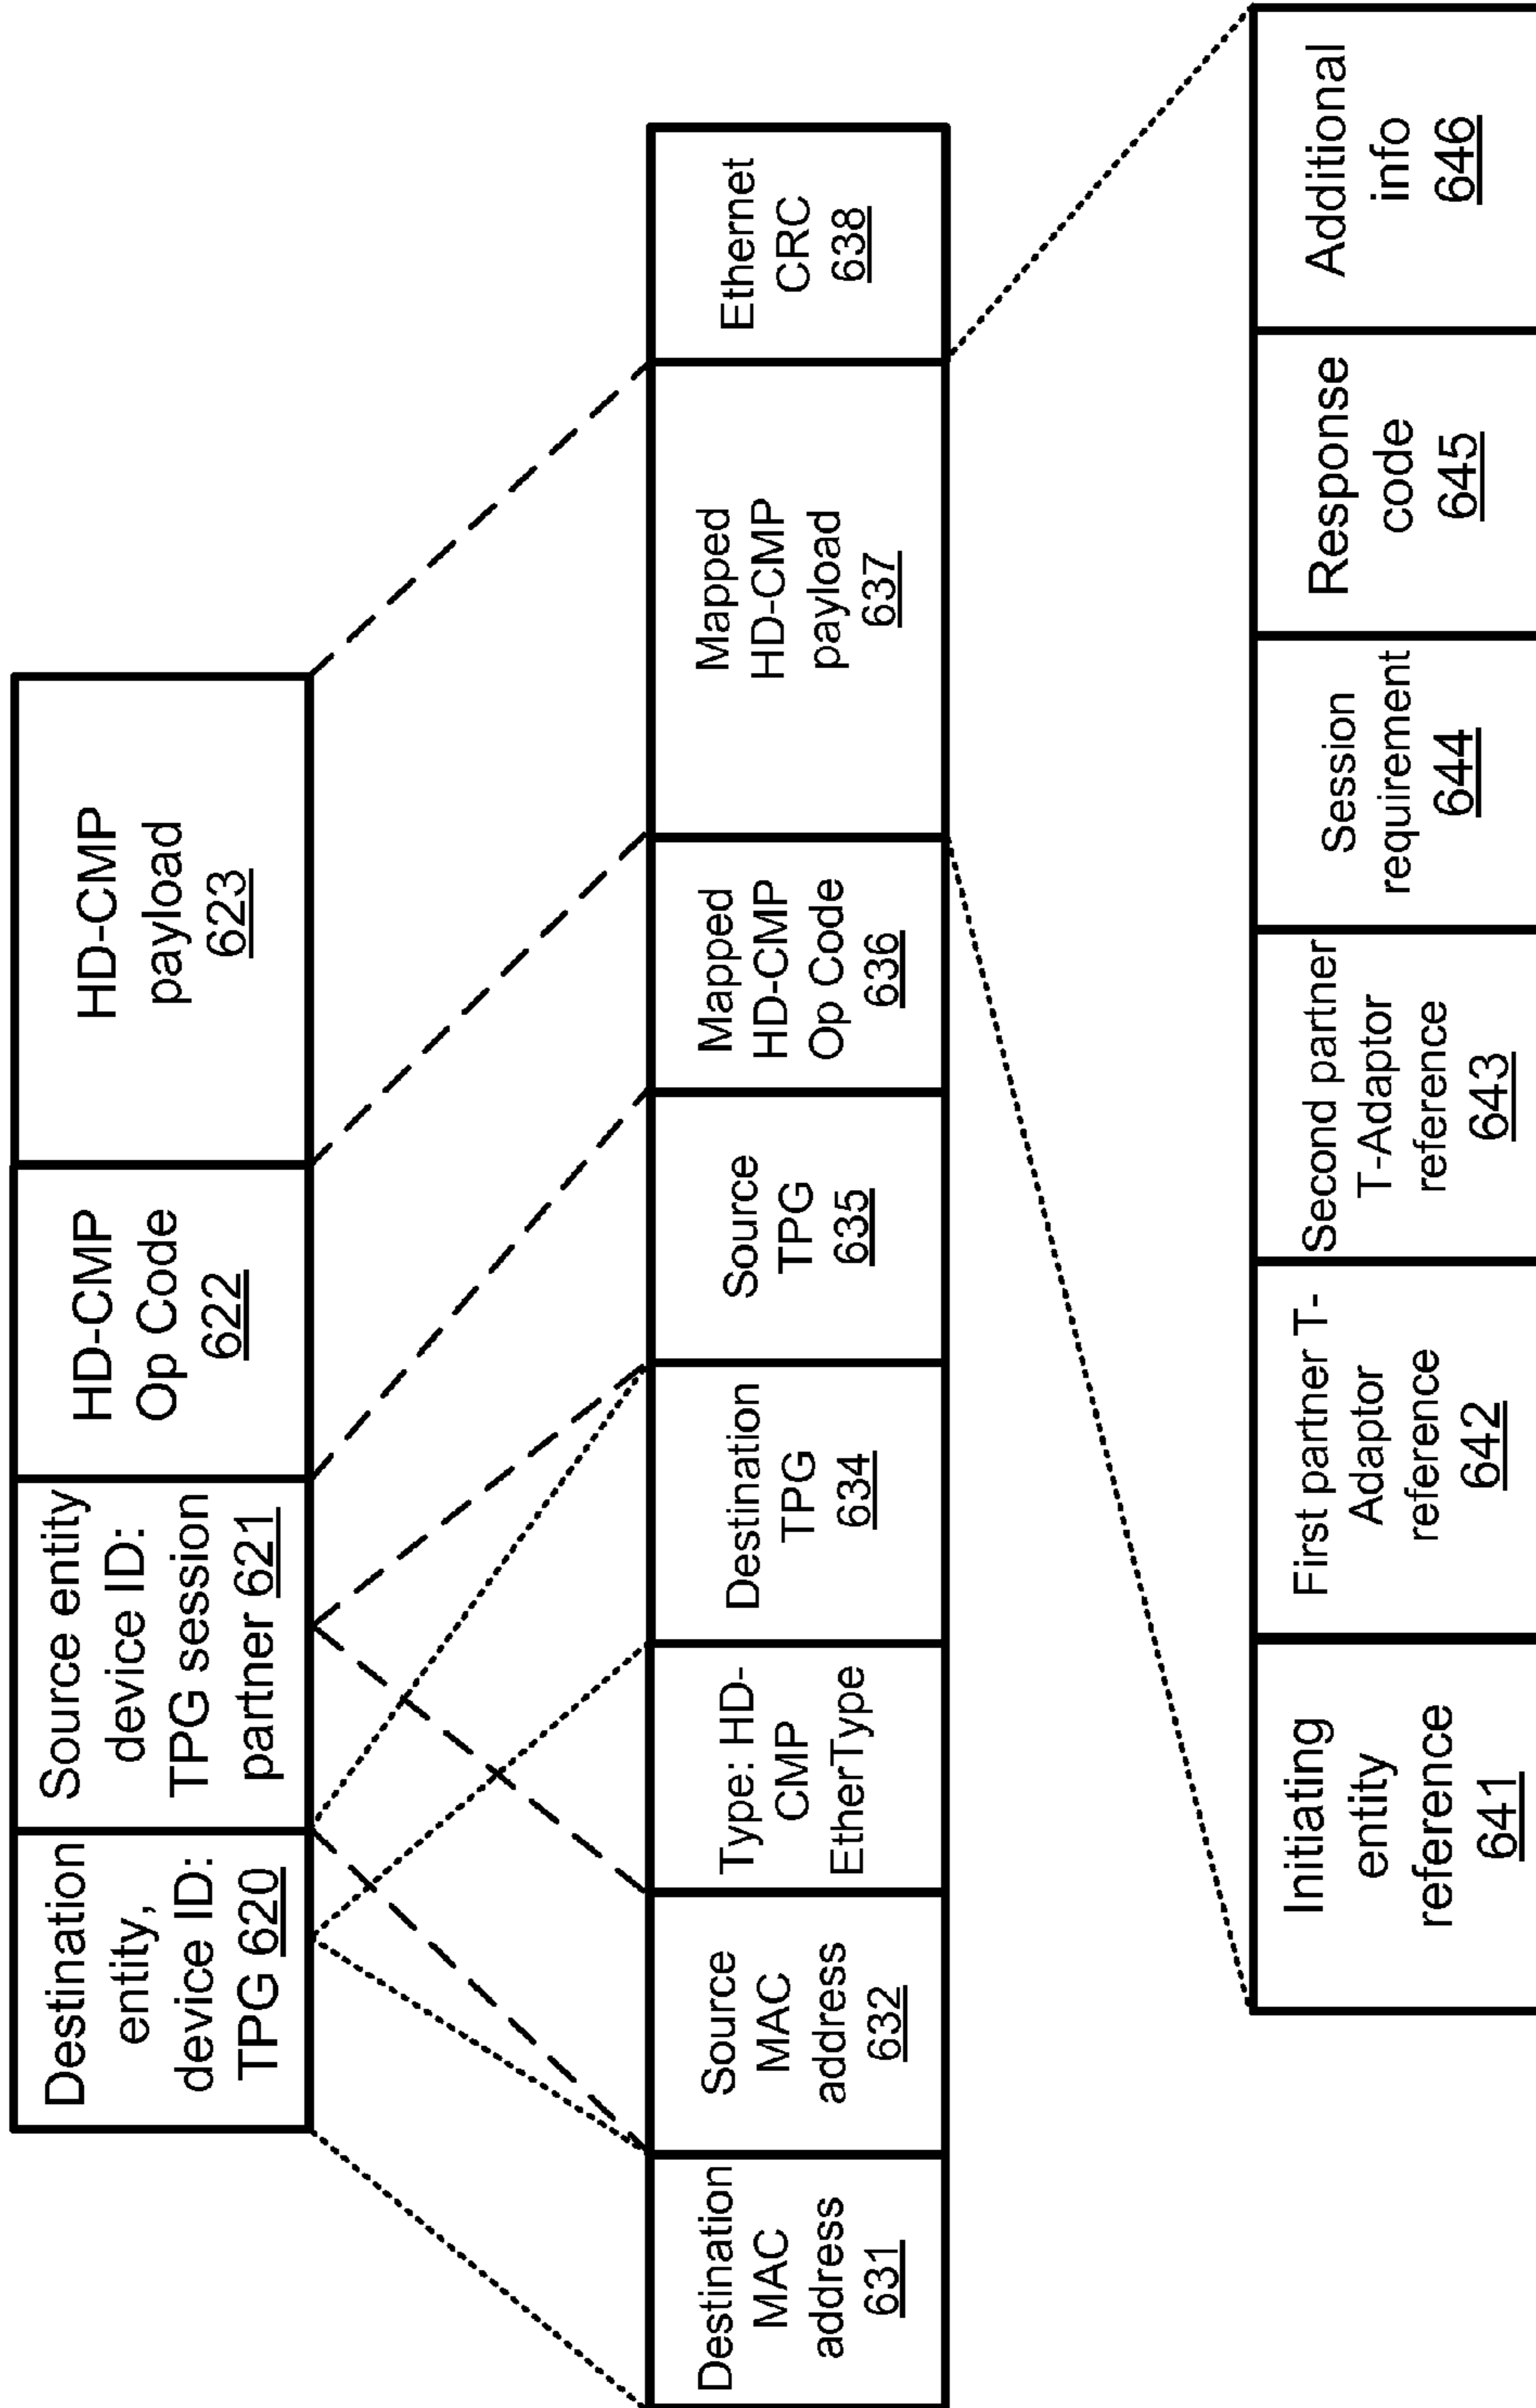 Destination
entity,
device ID:
TPG 620
Source entity
device ID:
TPG session
partner 621
HD-CMP
Op Code
622
HD-CMP
payload
623
Destination
MAC
address
631
Source
MAC
address
632
Type: HD-
CMP
EtherType
Destination
TPG
634
Source
TPG
635
Mapped
HD-CMP
Op Code
636
Mapped
HD-CMP
payload
637
Ethernet
CRC
638
Initiating
entity
reference
641
First partner T-
Adaptor
reference
642
Second partner
T-Adaptor
reference
643
Session
requirement
644
Response
code
645
Additional
info
646